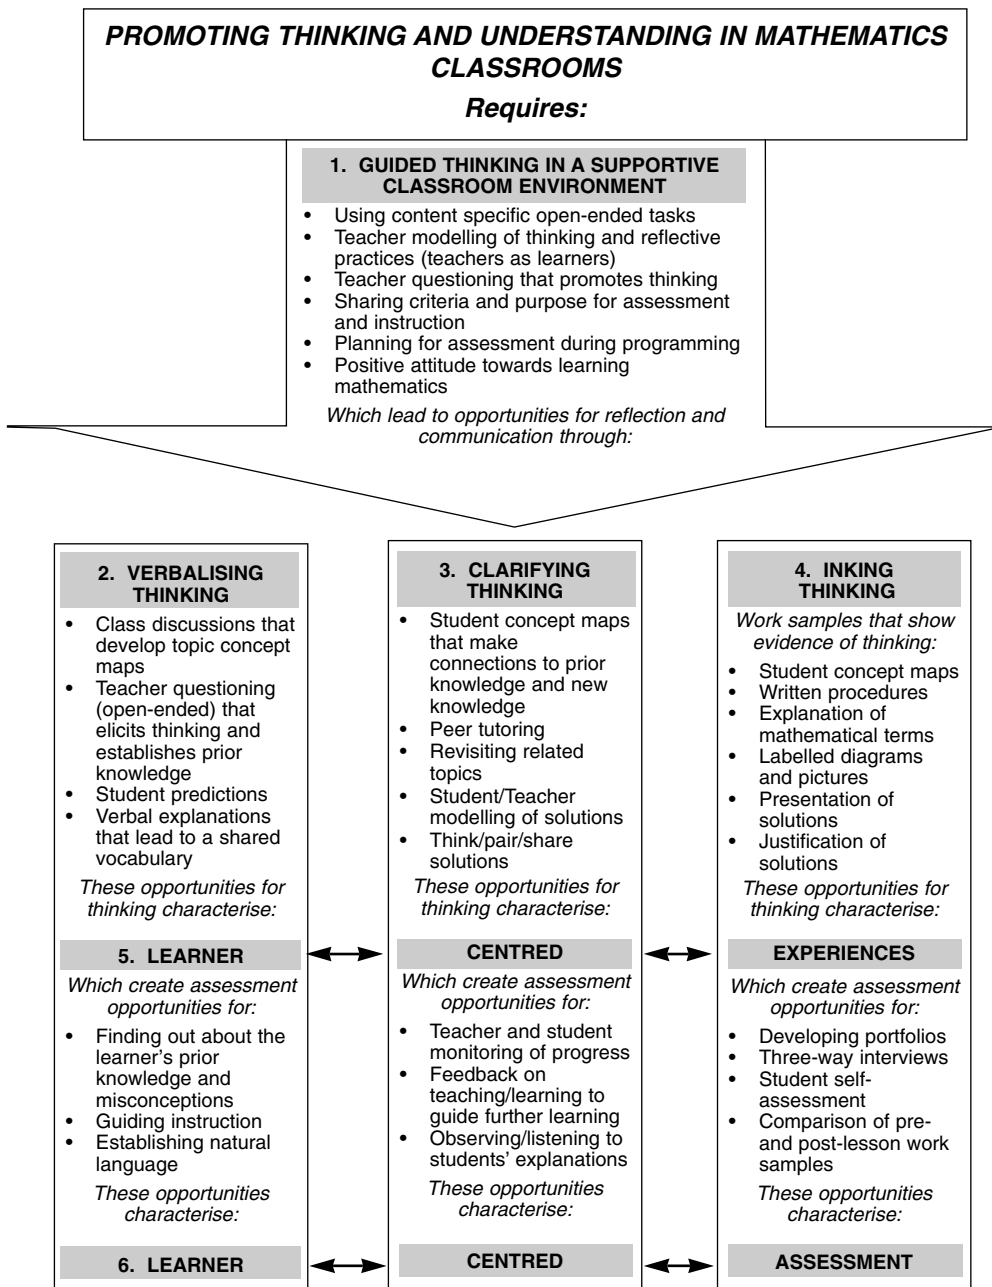 PROMOTING THINKING AND UNDERSTANDING IN MATHEMATICS
CLASSROOMS
Requires:
1. GUIDED THINKING IN A SUPPORTIVE
CLASSROOM ENVIRONMENT
• Using content specific open-ended tasks
• Teacher modelling of thinking and reflective
practices (teachers as learners)
• Teacher questioning that promotes thinking
• Sharing criteria and purpose for assessment
and instruction
• Planning for assessment during programming
• Positive attitude towards learning
mathematics
Which lead to opportunities for reflection and
communication through:
2. VERBALISING
THINKING
• Class discussions that
develop topic concept
maps
• Teacher questioning
(open-ended) that
elicits thinking and
establishes prior
knowledge
• Student predictions
• Verbal explanations
that lead to a shared
vocabulary
These opportunities for
thinking characterise:
3. CLARIFYING
THINKING
• Student concept maps
that make
connections to prior
knowledge and new
knowledge
• Peer tutoring
• Revisiting related
topics
• Student/Teacher
modelling of solutions
• Think/pair/share
solutions
These opportunities for
thinking characterise:
4. INKING
THINKING
Work samples that show
evidence of thinking:
• Student concept maps
• Written procedures
• Explanation of
mathematical terms
• Labelled diagrams
and pictures
• Presentation of
solutions
• Justification of
solutions
These opportunities for
thinking characterise:
5. LEARNER
Which create assessment
opportunities for:
• Finding out about the
learner's prior
knowledge and
misconceptions
• Guiding instruction
• Establishing natural
language
These opportunities
characterise:
CENTRED
Which create assessment
opportunities for:
• Teacher and student
monitoring of progress
• Feedback on
teaching/learning to
guide further learning
• Observing/listening to
students' explanations
These opportunities
characterise:
EXPERIENCES
Which create assessment
opportunities for:
• Developing portfolios
• Three-way interviews
• Student self-
assessment
• Comparison of pre-
and post-lesson work
samples
These opportunities
characterise:
6. LEARNER
CENTRED
ASSESSMENT